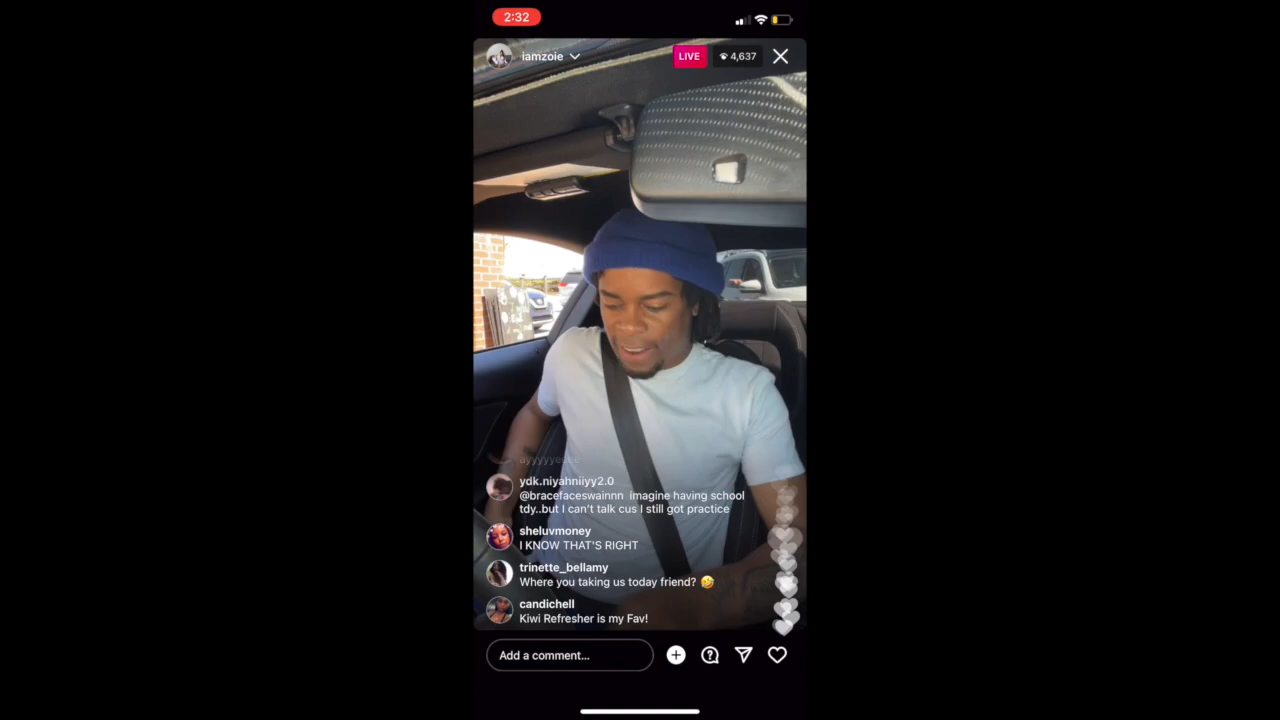 2:32
iamzoie
LIVE
4,637
ydk.niyahniiyy2.0
@bracefaceswainnn imagine having school
tdy..but I can't talk cus I still got practice
sheluvmoney
I KNOW THAT'S RIGHT
trinette_bellamy
Where you taking us today friend? 🤣
candichell
Kiwi Refresher is my Fav!
Add a comment...